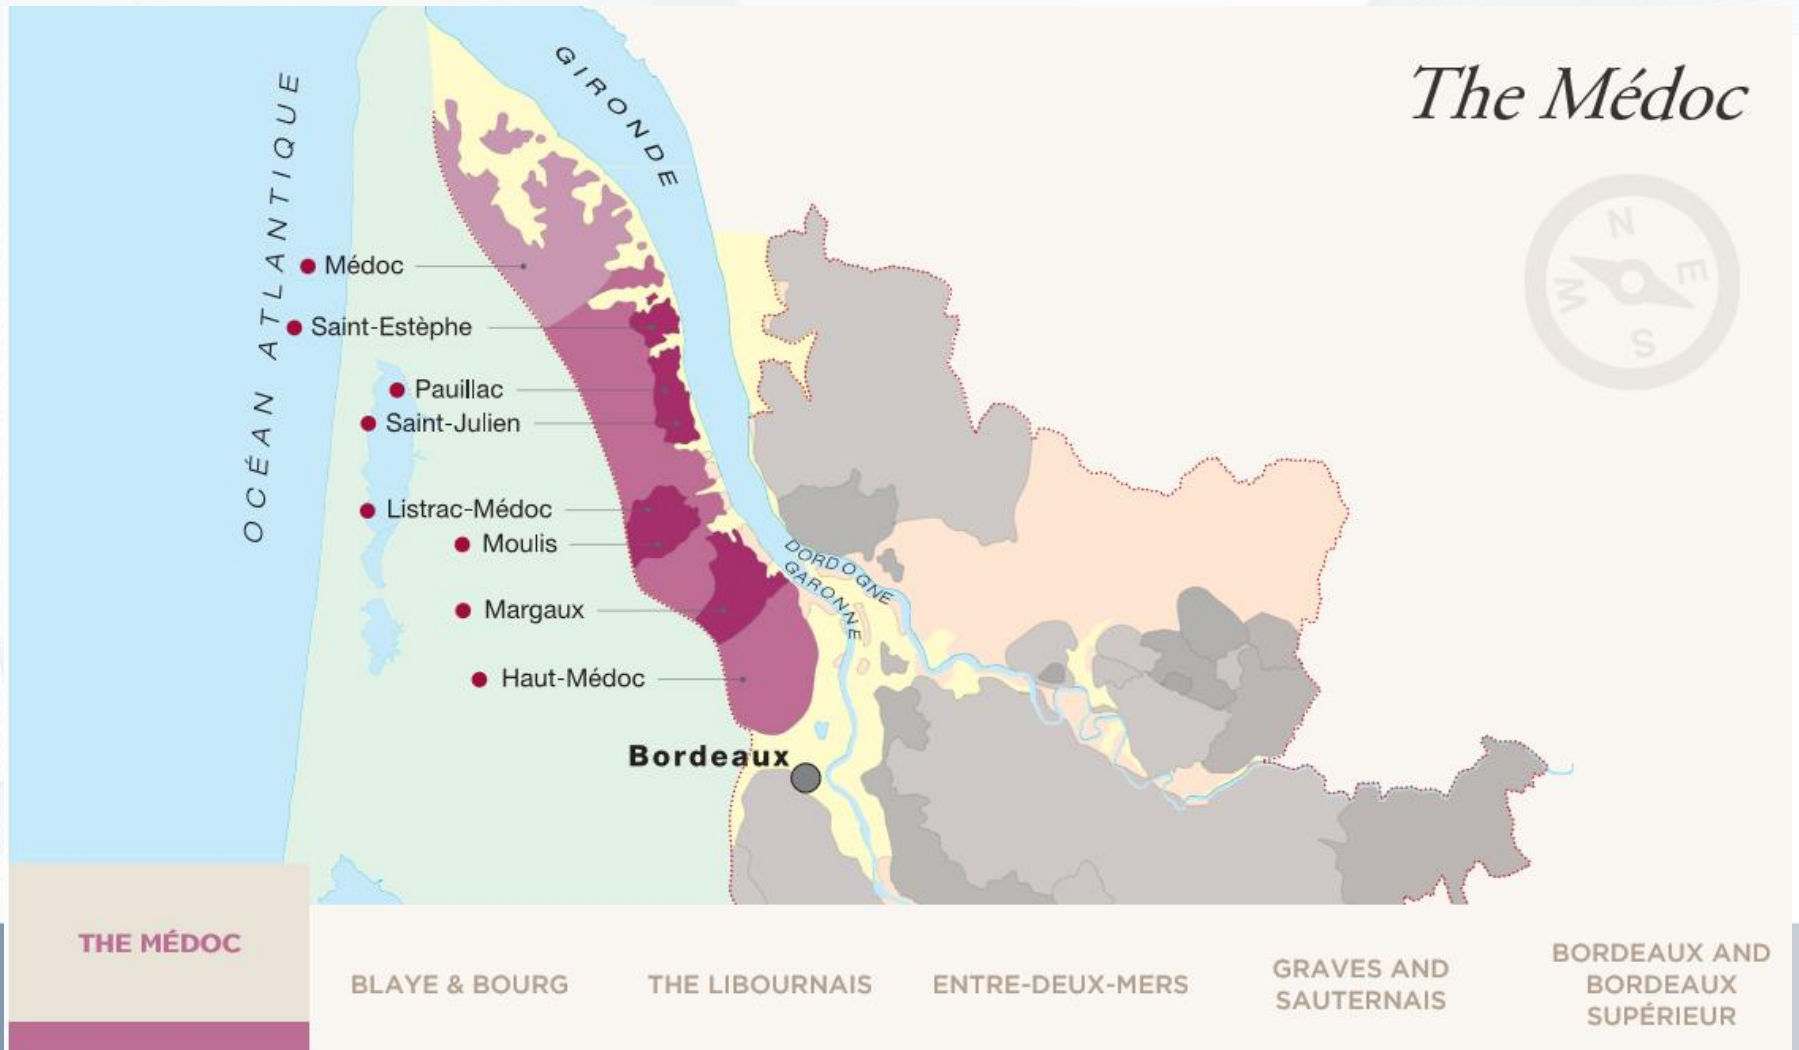 The Médoc
OCÉAN ATLANTIQUE
GIRONDE
N
E
S
W
Médoc
Saint-Estèphe
Pauillac
Saint-Julien
Listrac-Médoc
Moulis
Margaux
Haut-Médoc
DORDOGNE
GARONNE
Bordeaux
THE MÉDOC
BLAYE & BOURG
THE LIBOURNAIS
ENTRE-DEUX-MERS
GRAVES AND
SAUTERNAIS
BORDEAUX AND
BORDEAUX
SUPÉRIEUR